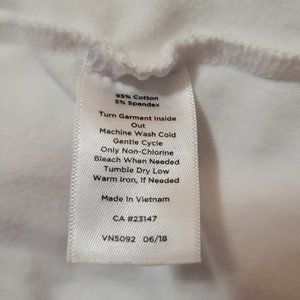 95% Cotton
5% Spandex
Turn Garment Inside
Out
Machine Wash Cold
Gentle Cycle
Only Non-Chlorine
Bleach When Needed
Tumble Dry Low
Warm Iron, If Needed
Made in Vietnam
CA #23147
VN5092 06/18